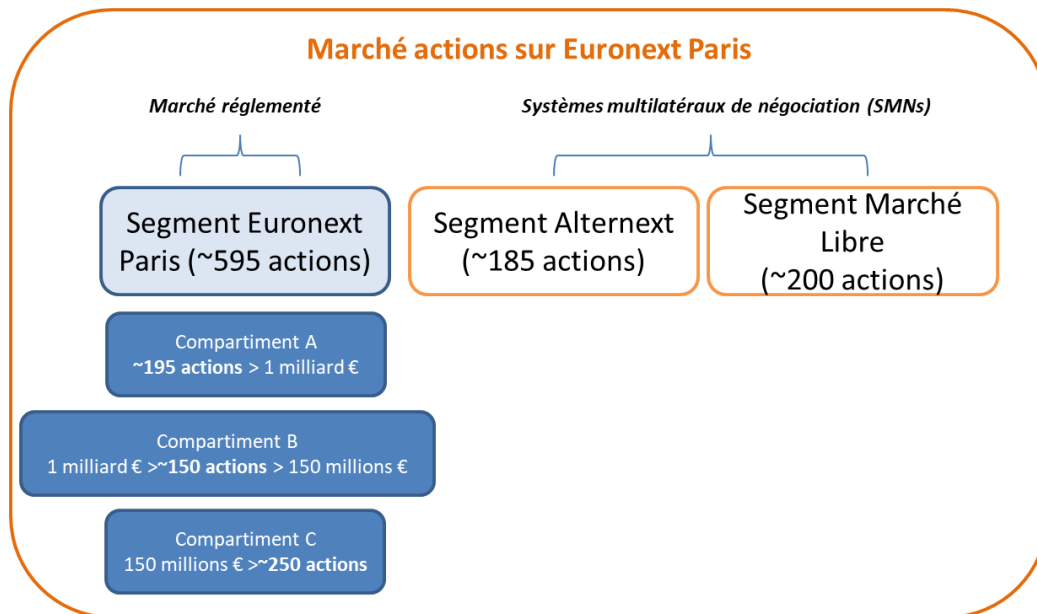 Marché actions sur Euronext Paris
Marché réglementé
Systèmes multilatéraux de négociation (SMNs)
Segment Euronext
Paris (~595 actions)
Segment Alternext
(~185 actions)
Segment Marché
Libre
(~200 actions)
Compartiment A
~195 actions > 1 milliard €
Compartiment B
1 milliard € >~150 actions > 150 millions €
Compartiment C
150 millions € >~250 actions